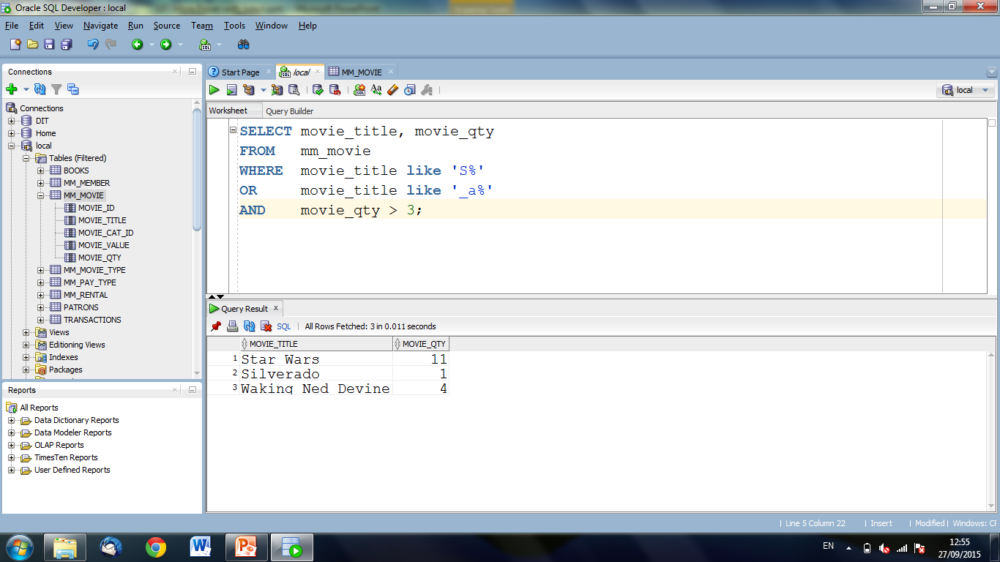 Oracle SQL Developer : local
File Edit View Navigate Run Source Team Tools Window Help
Connections
Connections
DIT
Home
local
Tables (Filtered)
BOOKS
MM_MEMBER
MM_MOVIE
MOVIE_ID
MOVIE_TITLE
MOVIE_CAT_ID
MOVIE_VALUE
MOVIE_QTY
MM_MOVIE_TYPE
MM_PAY_TYPE
MM_RENTAL
PATRONS
TRANSACTIONS
Views
Editioning Views
Indexes
Packages
Reports
All Reports
Data Dictionary Reports
Data Modeler Reports
OLAP Reports
TimesTen Reports
User Defined Reports
Start Page local MM_MOVIE
local
Worksheet Query Builder
SELECT movie_title, movie_qty
FROM mm_movie
WHERE movie_title like 'S%'
OR movie_title like '_a%'
AND movie_qty > 3;
Query Result
SQL | All Rows Fetched: 3 in 0.011 seconds
MOVIE_TITLE MOVIE_QTY
1 Star Wars 11
2 Silverado 1
3 Waking Ned Devine 4
| Line 5 Column 22 | Insert | Modified | Windows: CF
EN 12:55
27/09/2015